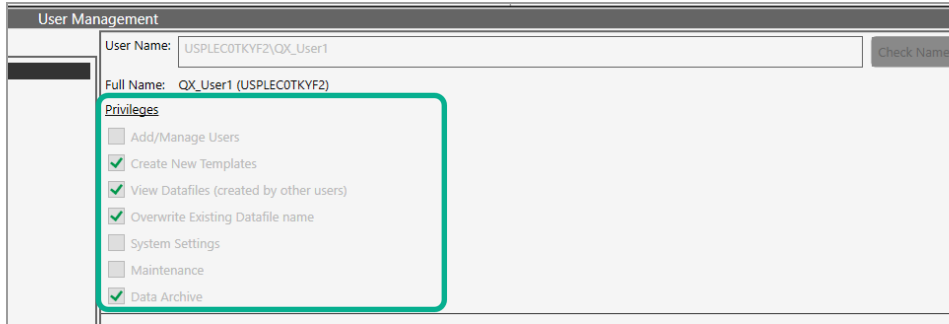 User Management
User Name: USPLEC0TKYF2\QX_User1 Check Name
Full Name: QX_User1 (USPLEC0TKYF2)
Privileges
Add/Manage Users
Create New Templates
View Datafiles (created by other users)
Overwrite Existing Datafile name
System Settings
Maintenance
Data Archive